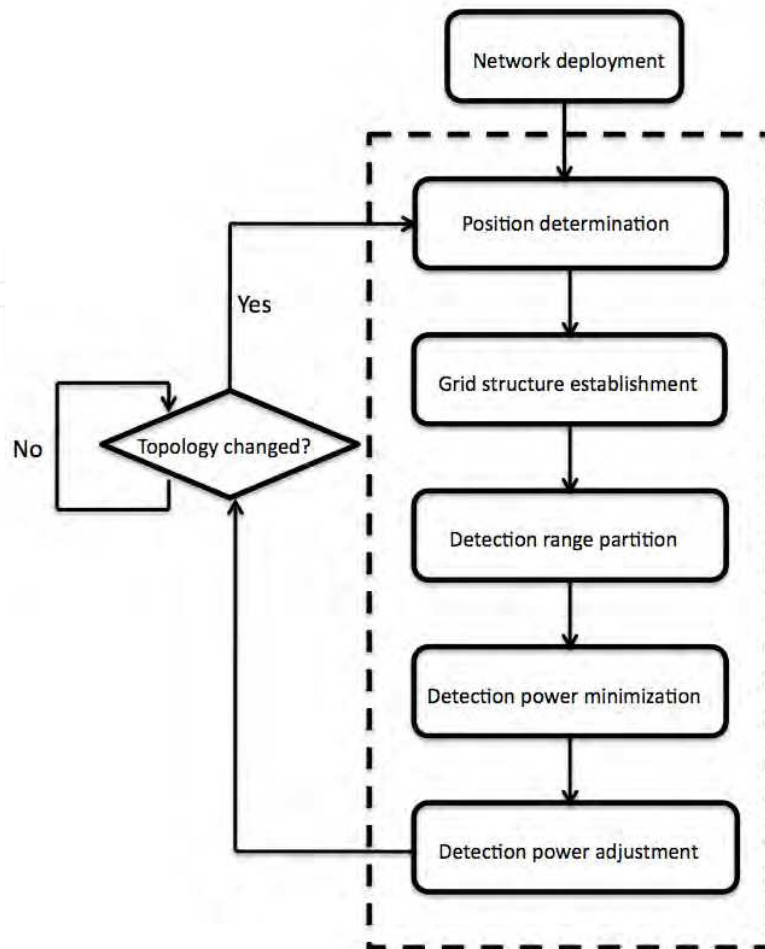 Network deployment
Position determination
Yes
Grid structure establishment
No
Topology changed?
Detection range partition
Detection power minimization
Detection power adjustment